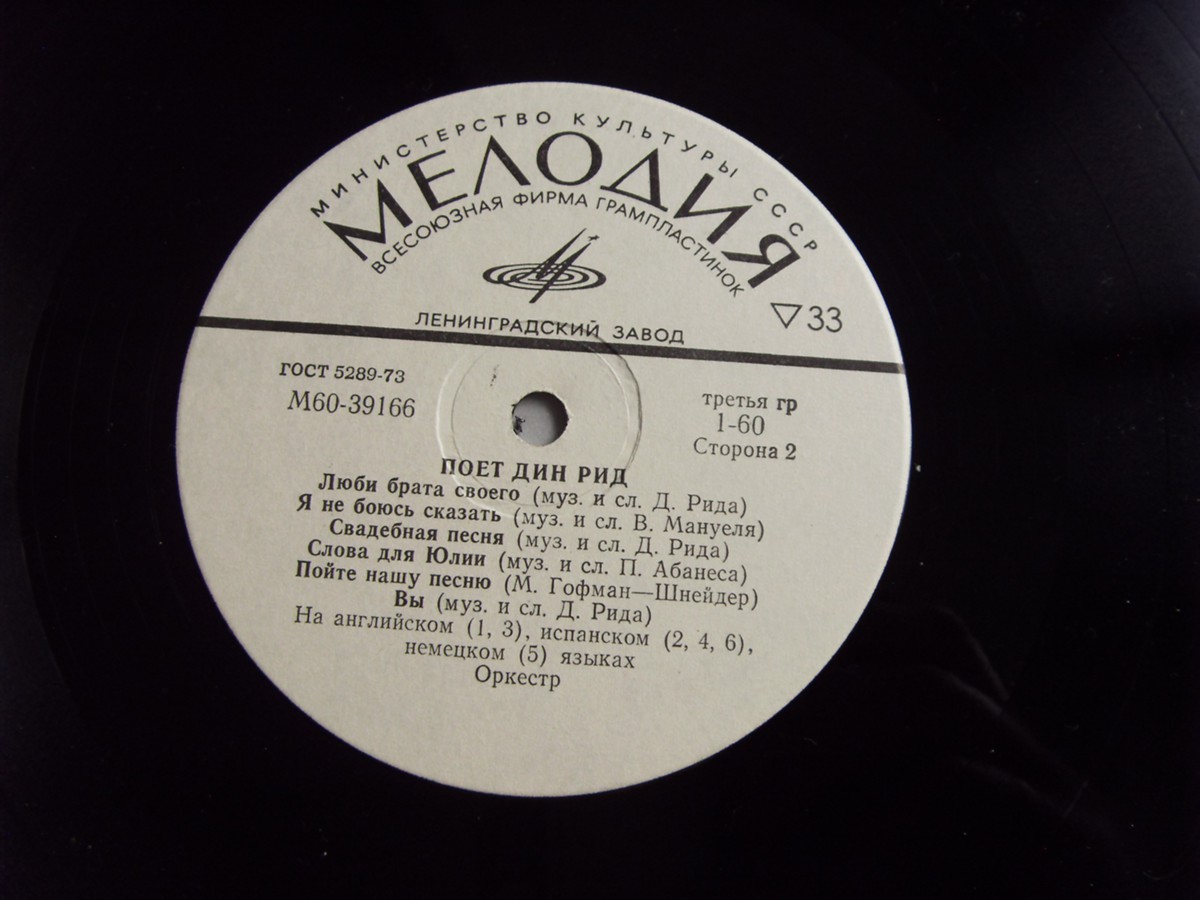 МИНИСТЕРСТВО КУЛЬТУРЫ СССР
МЕЛОДИЯ
ВСЕСОЮЗНАЯ ФИРМА ГРАМПЛАСТИНОК
33
ЛЕНИНГРАДСКИЙ ЗАВОД
ГОСТ 5289-73
М60-39166
третья гр
1-60
Сторона 2
ПОЕТ ДИН РИД
Люби брата своего (муз. и сл. Д. Рида)
Я не боюсь сказать (муз. и сл. В. Мануеля)
Свадебная песня (муз. и сл. Д. Рида)
Слова для Юлии (муз. и сл. П. Абанеса)
Пойте нашу песню (М. Гофман—Шнейдер)
Вы (муз. и сл. Д. Рида)
На английском (1, 3), испанском (2, 4, 6),
немецком (5) языках
Оркестр